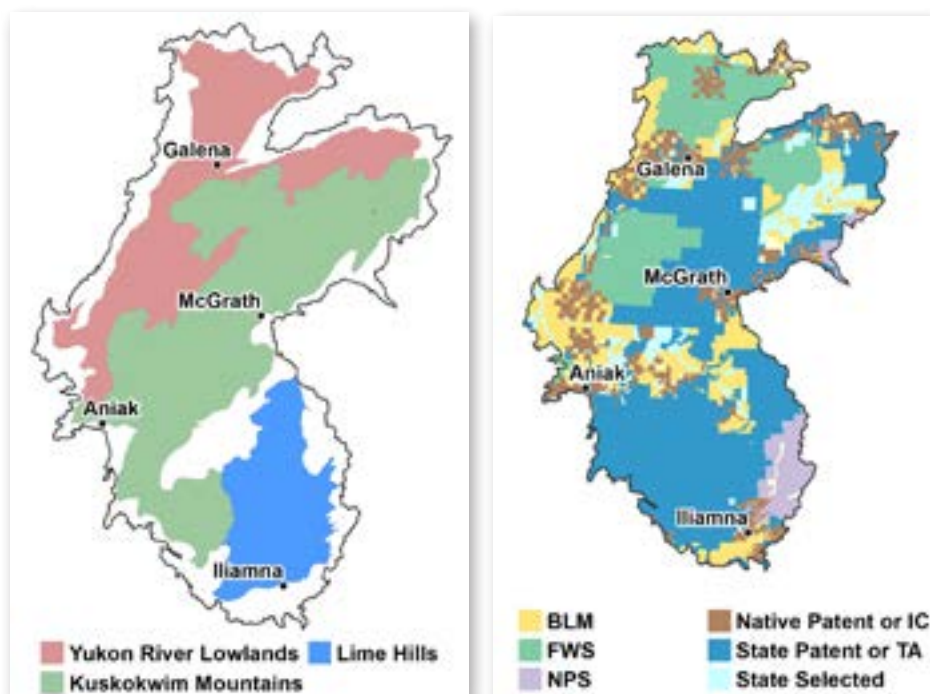 Galena
McGrath
Aniak
Iliamna
Yukon River Lowlands
Lime Hills
Kuskokwim Mountains
Galena
McGrath
Aniak
Iliamna
BLM
Native Patent or IC
FWS
State Patent or TA
NPS
State Selected